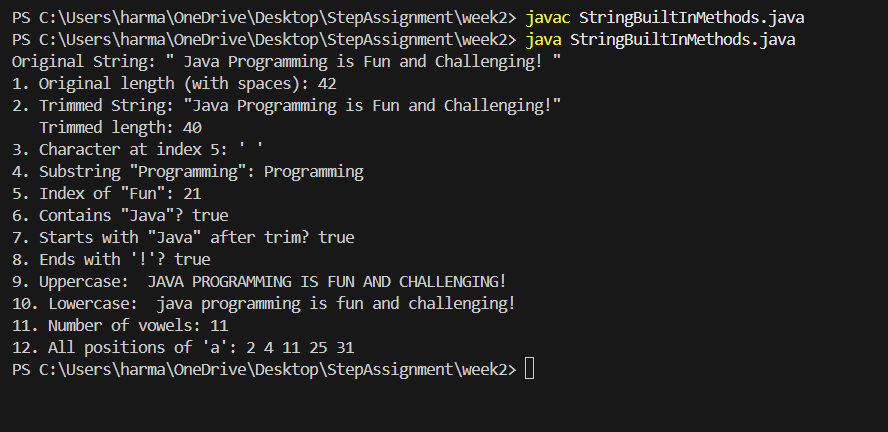 PS C:\Users\harma\OneDrive\Desktop\StepAssignment\week2> javac StringBuiltInMethods.java
PS C:\Users\harma\OneDrive\Desktop\StepAssignment\week2> java StringBuiltInMethods.java
Original String: " Java Programming is Fun and Challenging! "
1. Original length (with spaces): 42
2. Trimmed String: "Java Programming is Fun and Challenging!"
   Trimmed length: 40
3. Character at index 5: ' '
4. Substring "Programming": Programming
5. Index of "Fun": 21
6. Contains "Java"? true
7. Starts with "Java" after trim? true
8. Ends with '!'? true
9. Uppercase:  JAVA PROGRAMMING IS FUN AND CHALLENGING!
10. Lowercase:  java programming is fun and challenging!
11. Number of vowels: 11
12. All positions of 'a': 2 4 11 25 31
PS C:\Users\harma\OneDrive\Desktop\StepAssignment\week2>